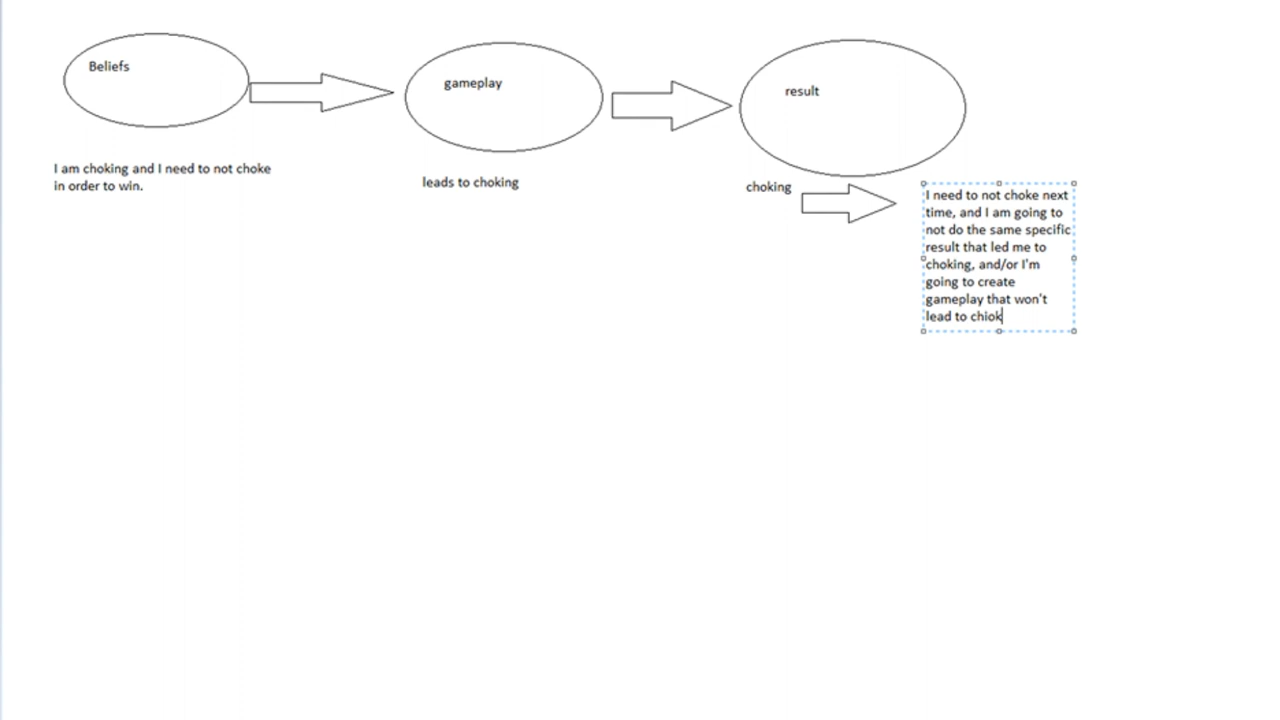 Beliefs
gameplay
result
I am choking and I need to not choke
in order to win.
leads to choking
choking
I need to not choke next
time, and I am going to
not do the same specific
result that led me to
choking, and/or I'm
going to create
gameplay that won't
lead to chiok